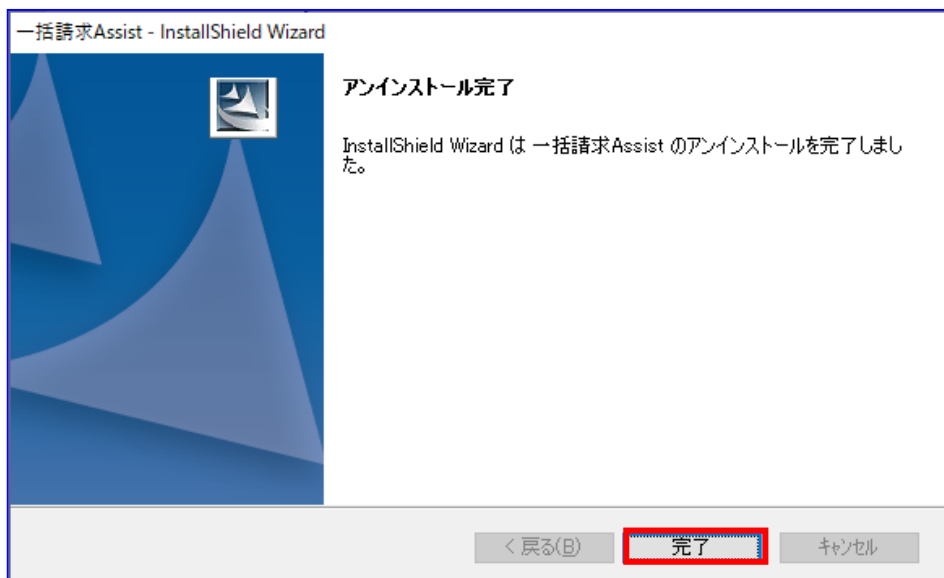 一括請求Assist - InstallShield Wizard
アンインストール完了
InstallShield Wizard は 一括請求Assist のアンインストールを完了しまし
た。
< 戻る(B)
完了
キャンセル